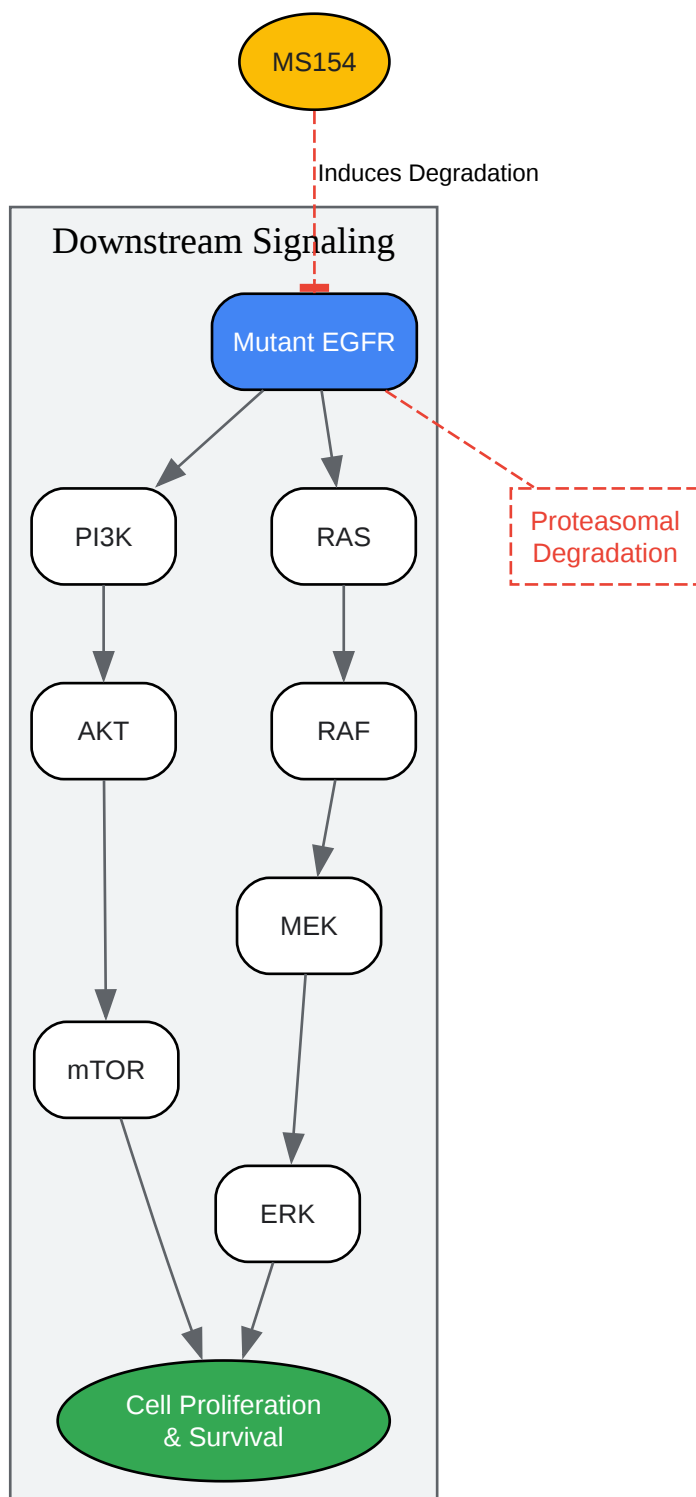 MS154
Induces Degradation
Downstream Signaling
Mutant EGFR
PI3K
RAS
Proteasomal
Degradation
AKT
RAF
MEK
mTOR
ERK
Cell Proliferation
& Survival